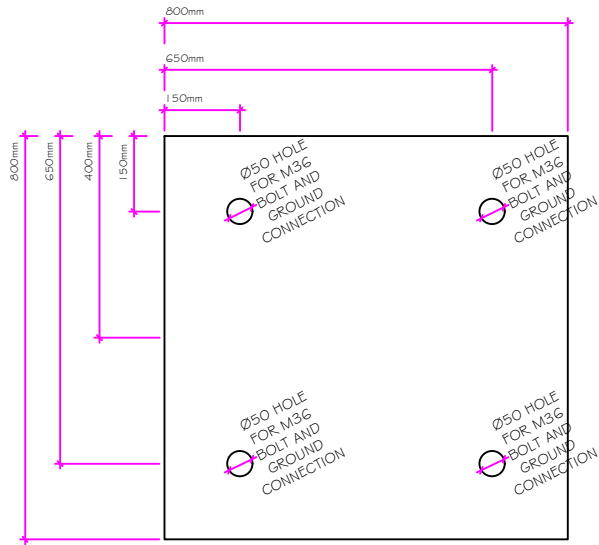 800mm
650mm
150mm
800mm
650mm
400mm
150mm
Ø50 HOLE
FOR M36
BOLT AND
GROUND
CONNECTION
Ø50 HOLE
FOR M36
BOLT AND
GROUND
CONNECTION
Ø50 HOLE
FOR M36
BOLT AND
GROUND
CONNECTION
Ø50 HOLE
FOR M36
BOLT AND
GROUND
CONNECTION